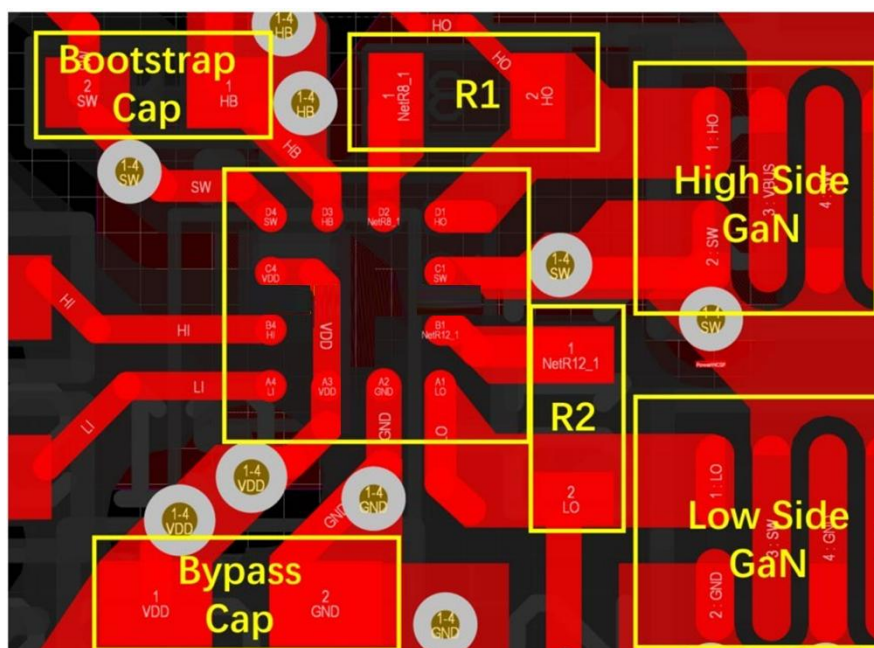 1-4
HB
HO
Bootstrap
Cap
2
SW
1
HB
1-4
HB
HB
R1
1
NetR8_1
2
HO
HO
1-4
SW
SW
High Side
GaN
1 : HO
2 : SW
3 : VBUS
D4
SW
D3
HB
D2
NetR8_1
D1
HO
C4
VDD
C1
SW
1-4
SW
1-4
SW
HI
HI
B4
HI
VDD
B1
NetR12_1
1
NetR12_1
R2
2
LO
LI
LI
A4
LI
A3
VDD
A2
GND
A1
LO
GND
LO
1-4
VDD
1-4
VDD
1-4
GND
GND
Low Side
GaN
1 : LO
2 : GND
3 : SW
4 : GND
Bypass
Cap
1
VDD
2
GND
1-4
GND